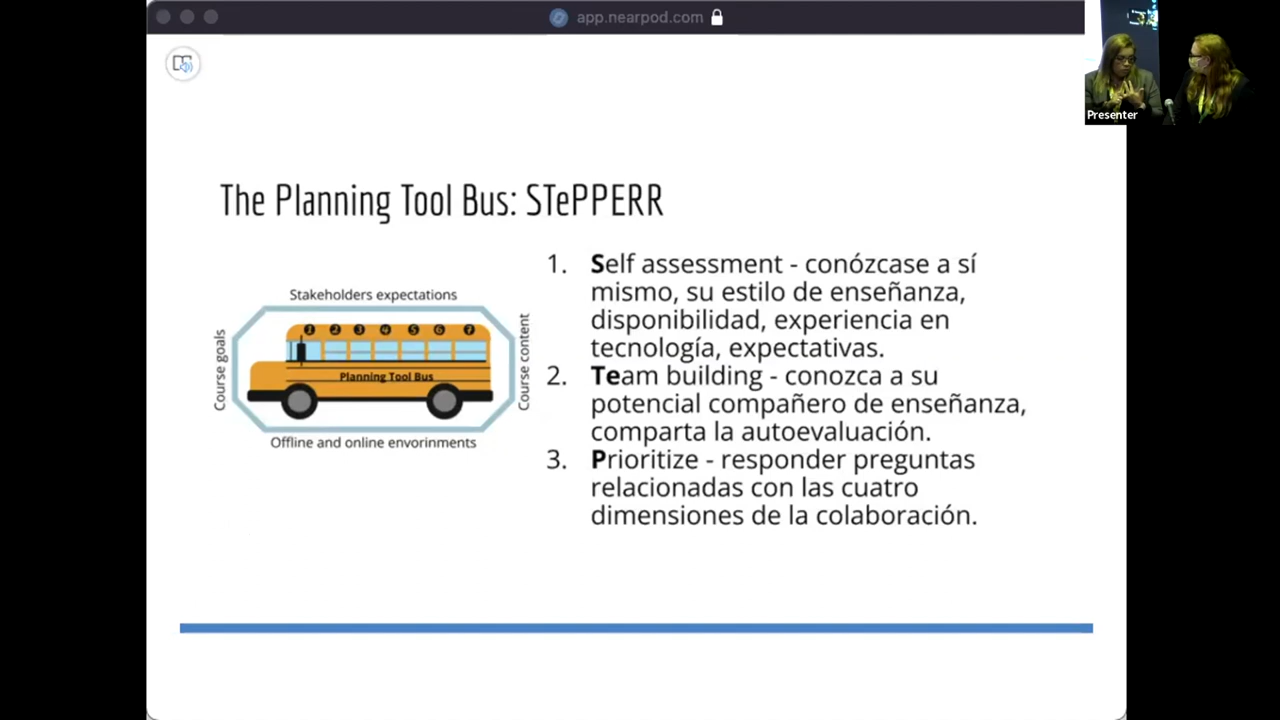 app.nearpod.com
Presenter
The Planning Tool Bus: STePPERR
Stakeholders expectations
Course goals
1 2 3 4 5 6 7
Planning Tool Bus
Course content
Offline and online envorinments
1. Self assessment - conózcase a sí
mismo, su estilo de enseñanza,
disponibilidad, experiencia en
tecnología, expectativas.
2. Team building - conozca a su
potencial compañero de enseñanza,
comparta la autoevaluación.
3. Prioritize - responder preguntas
relacionadas con las cuatro
dimensiones de la colaboración.